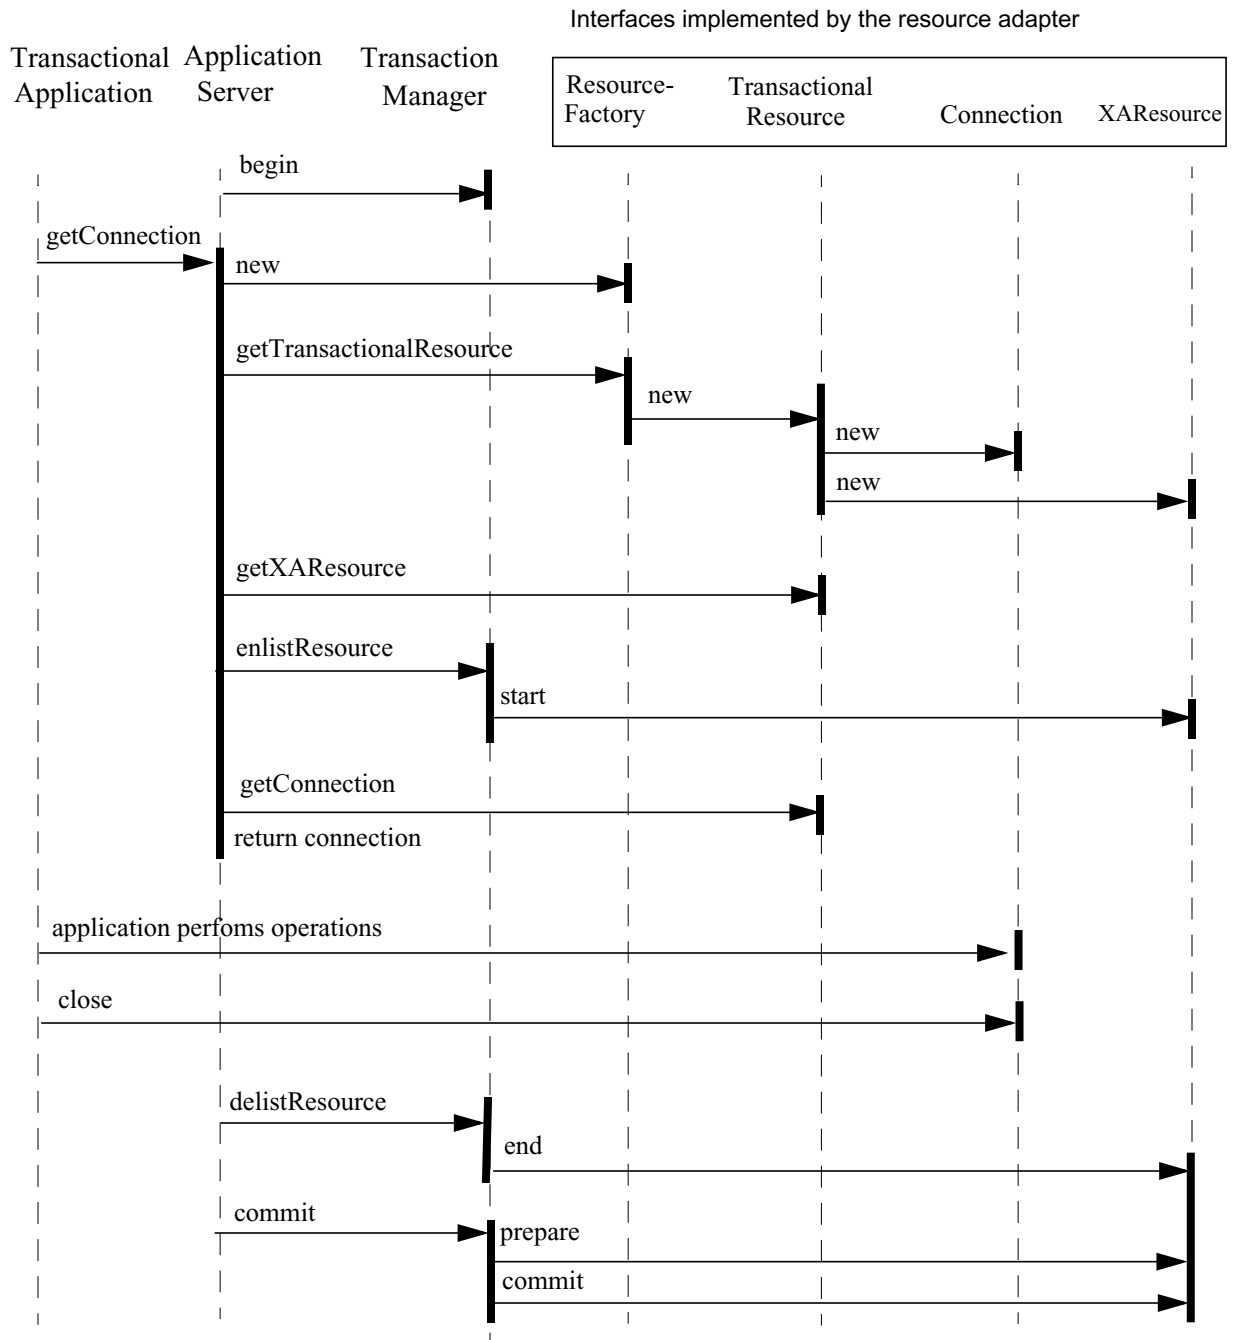 Interfaces implemented by the resource adapter
Transactional
Application
Application
Server
Transaction
Manager
Resource-
Factory
Transactional
Resource
Connection
XAResource
begin
getConnection
new
getTransactionalResource
new
new
new
getXAResource
enlistResource
start
getConnection
return connection
application perfoms operations
close
delistResource
end
commit
prepare
commit